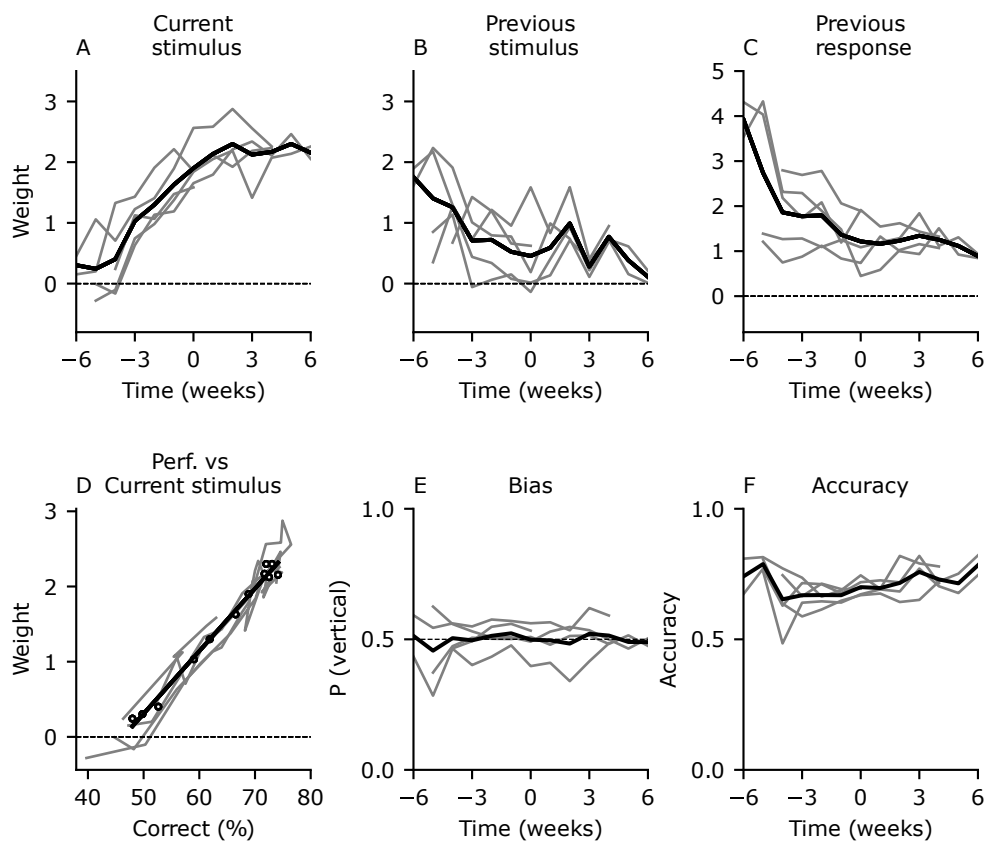 A
Current
stimulus
3
2
1
0
Weight
−6
−3
0
3
6
Time (weeks)
B
Previous
stimulus
3
2
1
0
−6
−3
0
3
6
Time (weeks)
C
Previous
response
5
4
3
2
1
0
−6
−3
0
3
6
Time (weeks)
D
Perf. vs
Current stimulus
3
2
1
0
Weight
40
50
60
70
80
Correct (%)
E
Bias
1.0
0.5
0.0
P (vertical)
−6
−3
0
3
6
Time (weeks)
F
Accuracy
1.0
0.5
0.0
Accuracy
−6
−3
0
3
6
Time (weeks)